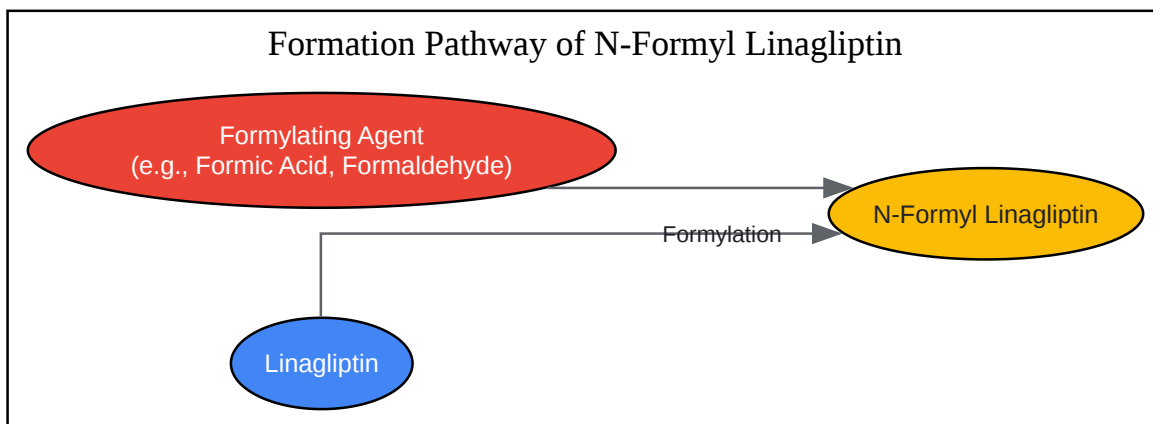 Formation Pathway of N-Formyl Linagliptin
Formylating Agent
(e.g., Formic Acid, Formaldehyde)
N-Formyl Linagliptin
Formylation
Linagliptin